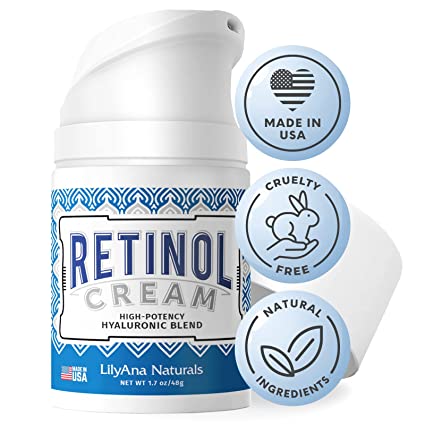 RETINOL
CREAM
HIGH-POTENCY
HYALURONIC BLEND
MADE IN
USA
LilyAna Naturals
NET WT 1.7 oz/48g
MADE IN
USA
CRUELTY
FREE
NATURAL
INGREDIENTS